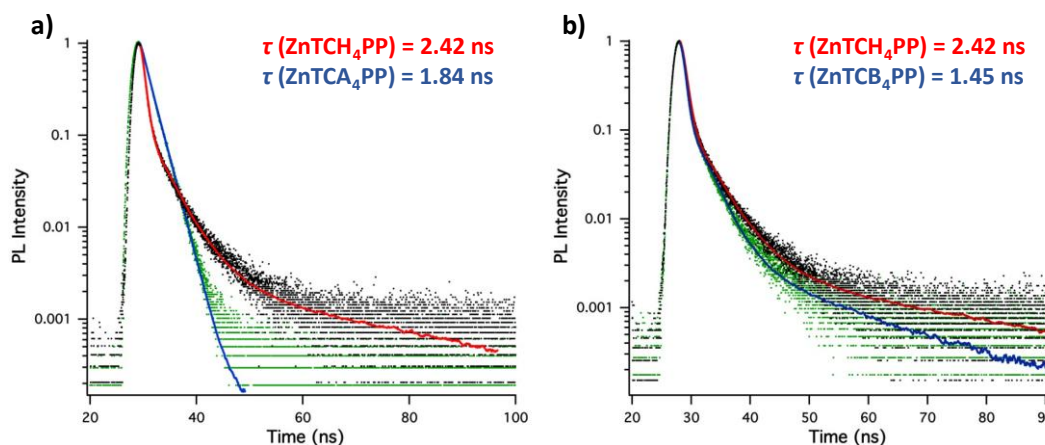 a)
τ (ZnTCH₄PP) = 2.42 ns
τ (ZnTCA₄PP) = 1.84 ns
PL Intensity
1
0.1
0.01
0.001
20 40 60 80 100
Time (ns)
b)
τ (ZnTCH₄PP) = 2.42 ns
τ (ZnTCB₄PP) = 1.45 ns
PL Intensity
1
0.1
0.01
0.001
20 30 40 50 60 70 80
Time (ns)